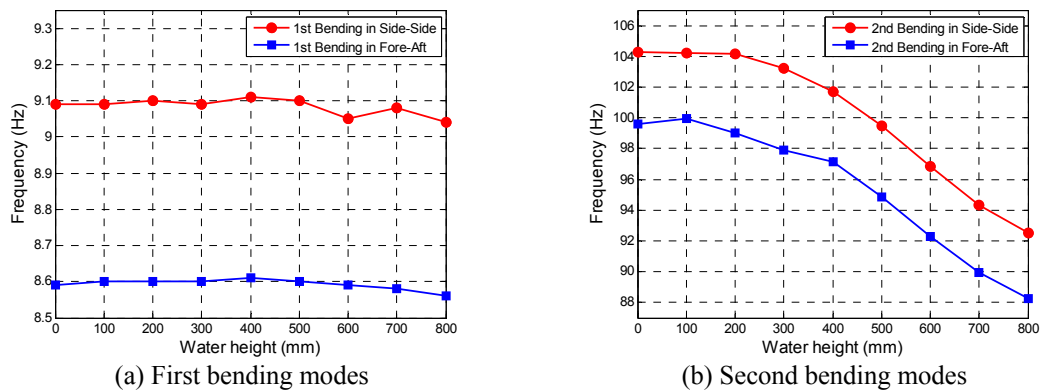 1st Bending in Side-Side
1st Bending in Fore-Aft
9.3
9.2
9.1
9
8.9
8.8
8.7
8.6
8.5
Frequency (Hz)
0 100 200 300 400 500 600 700 800
Water height (mm)
(a) First bending modes
2nd Bending in Side-Side
2nd Bending in Fore-Aft
106
104
102
100
98
96
94
92
90
88
Frequency (Hz)
0 100 200 300 400 500 600 700 800
Water height (mm)
(b) Second bending modes